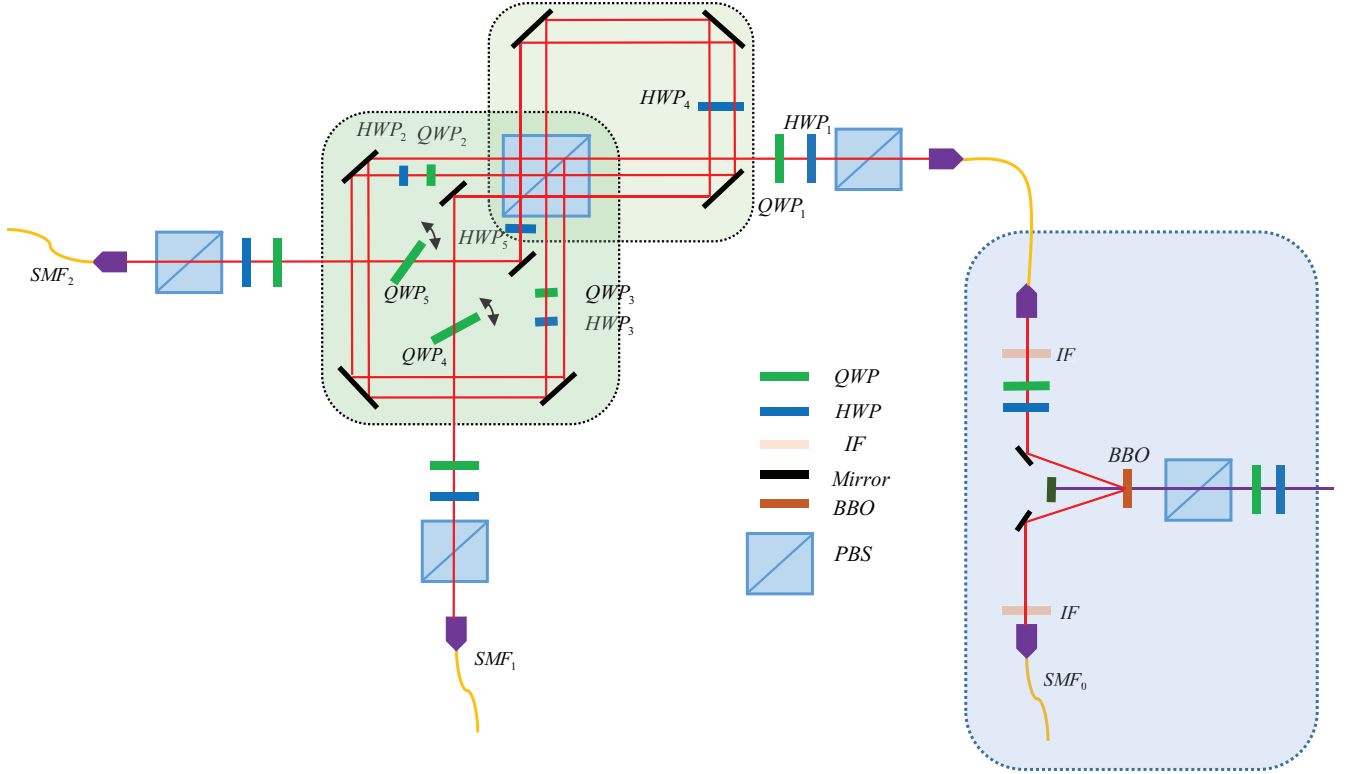 HWP₄
HWP₁
HWP₂ QWP₂
QWP₁
HWP₅
SMF₂
QWP₅
QWP₃
HWP₃
QWP₄
IF
QWP
HWP
IF
Mirror
BBO
PBS
BBO
IF
SMF₁
SMF₀